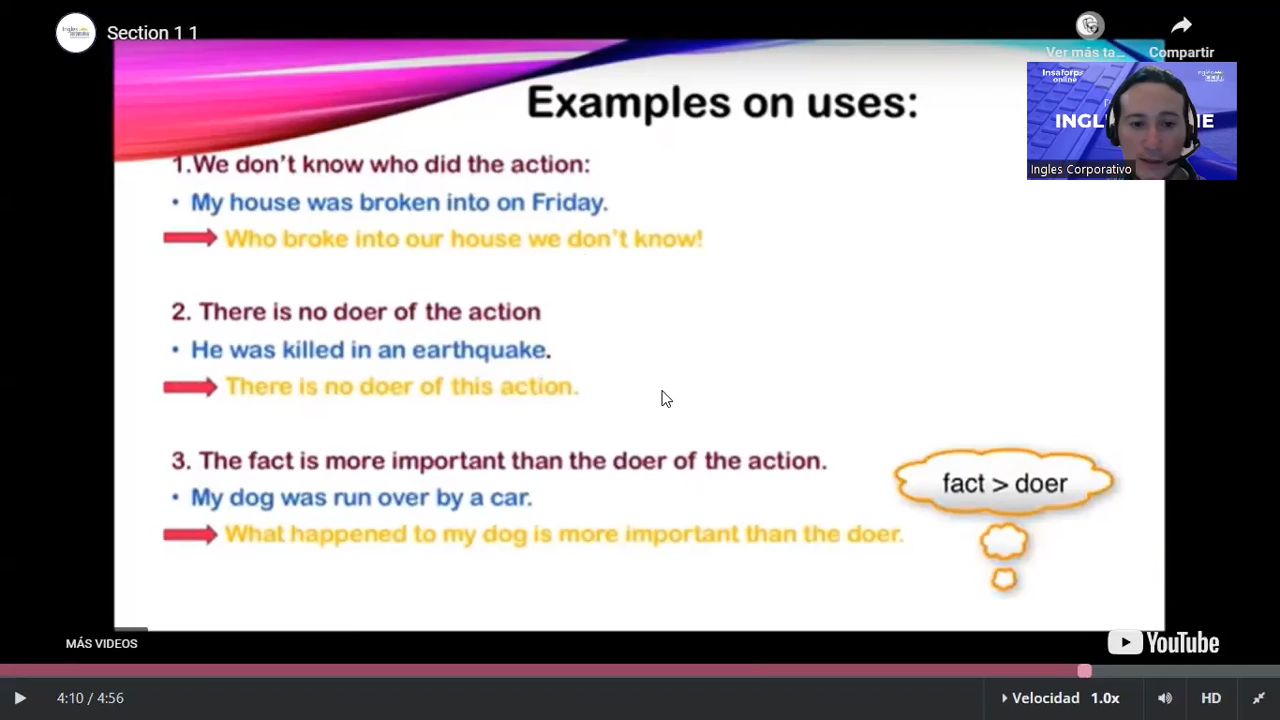 Section 1 1
Ver más ta...
Compartir
Insaforp
online
INGL
NE
Ingles Corporativo
Examples on uses:
1.We don't know who did the action:
• My house was broken into on Friday.
Who broke into our house we don't know!
2. There is no doer of the action
• He was killed in an earthquake.
There is no doer of this action.
3. The fact is more important than the doer of the action.
• My dog was run over by a car.
What happened to my dog is more important than the doer.
fact > doer
MÁS VIDEOS
YouTube
4:10 / 4:56
Velocidad 1.0x
HD